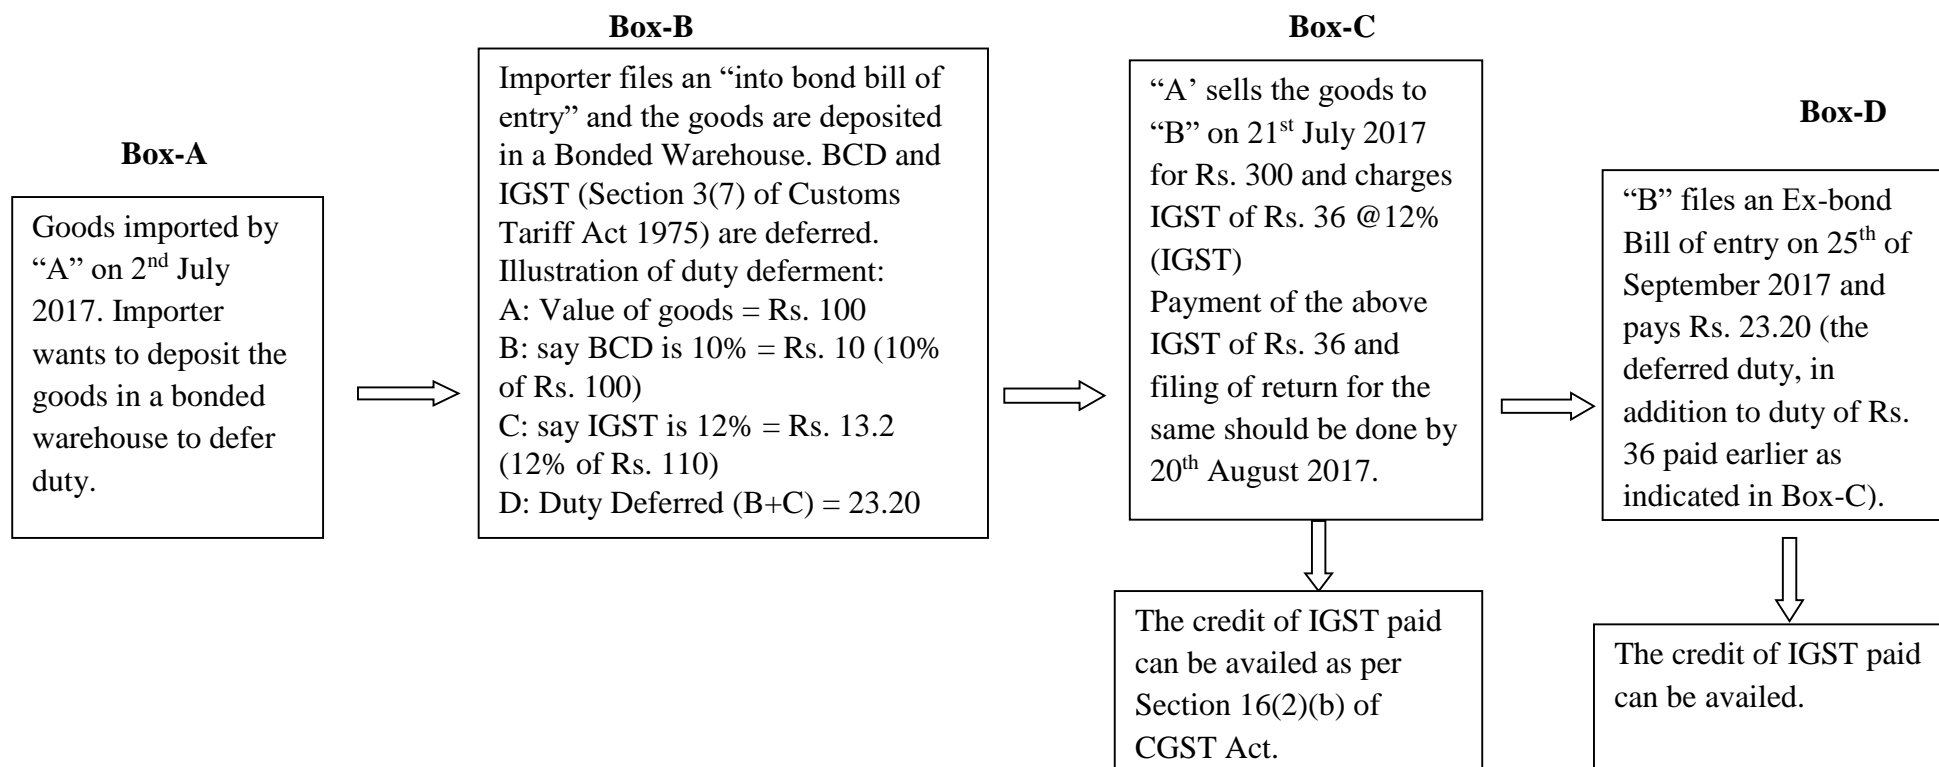 Box-A
Goods imported by
“A” on 2nd July
2017. Importer
wants to deposit the
goods in a bonded
warehouse to defer
duty.
Box-B
Importer files an “into bond bill of
entry” and the goods are deposited
in a Bonded Warehouse. BCD and
IGST (Section 3(7) of Customs
Tariff Act 1975) are deferred.
Illustration of duty deferment:
A: Value of goods = Rs. 100
B: say BCD is 10% = Rs. 10 (10%
of Rs. 100)
C: say IGST is 12% = Rs. 13.2
(12% of Rs. 110)
D: Duty Deferred (B+C) = 23.20
Box-C
“A’ sells the goods to
“B” on 21st July 2017
for Rs. 300 and charges
IGST of Rs. 36 @12%
(IGST)
Payment of the above
IGST of Rs. 36 and
filing of return for the
same should be done by
20th August 2017.
The credit of IGST paid
can be availed as per
Section 16(2)(b) of
CGST Act.
Box-D
“B” files an Ex-bond
Bill of entry on 25th of
September 2017 and
pays Rs. 23.20 (the
deferred duty, in
addition to duty of Rs.
36 paid earlier as
indicated in Box-C).
The credit of IGST paid
can be availed.